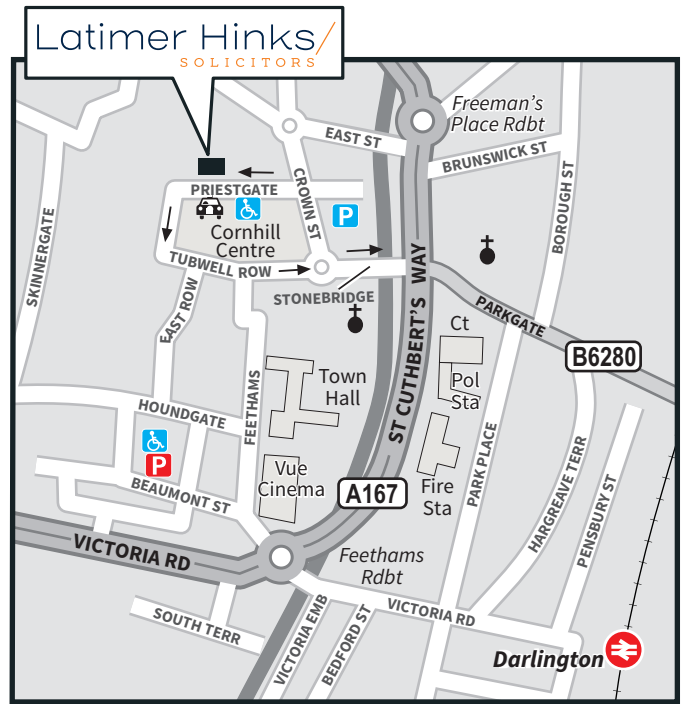 Latimer Hinks/
SOLICITORS
Freeman's
Place Rdbt
EAST ST
BRUNSWICK ST
PRIESTGATE
CROWN ST
P
BOROUGH ST
SKINNERGATE
Cornhill
Centre
TUBWELL ROW
STONEBRIDGE
EAST ROW
PARKGATE
ST CUTHBERT'S WAY
Ct
B6280
Pol
Sta
Town
Hall
HOUNDGATE
FEETHAMS
P
BEAUMONT ST
Vue
Cinema
A167
Fire
Sta
PARK PLACE
HARGREAVE TERR
PENSBURY ST
VICTORIA RD
Feethams
Rdbt
VICTORIA RD
SOUTH TERR
VICTORIA EMB
BEDFORD ST
Darlington